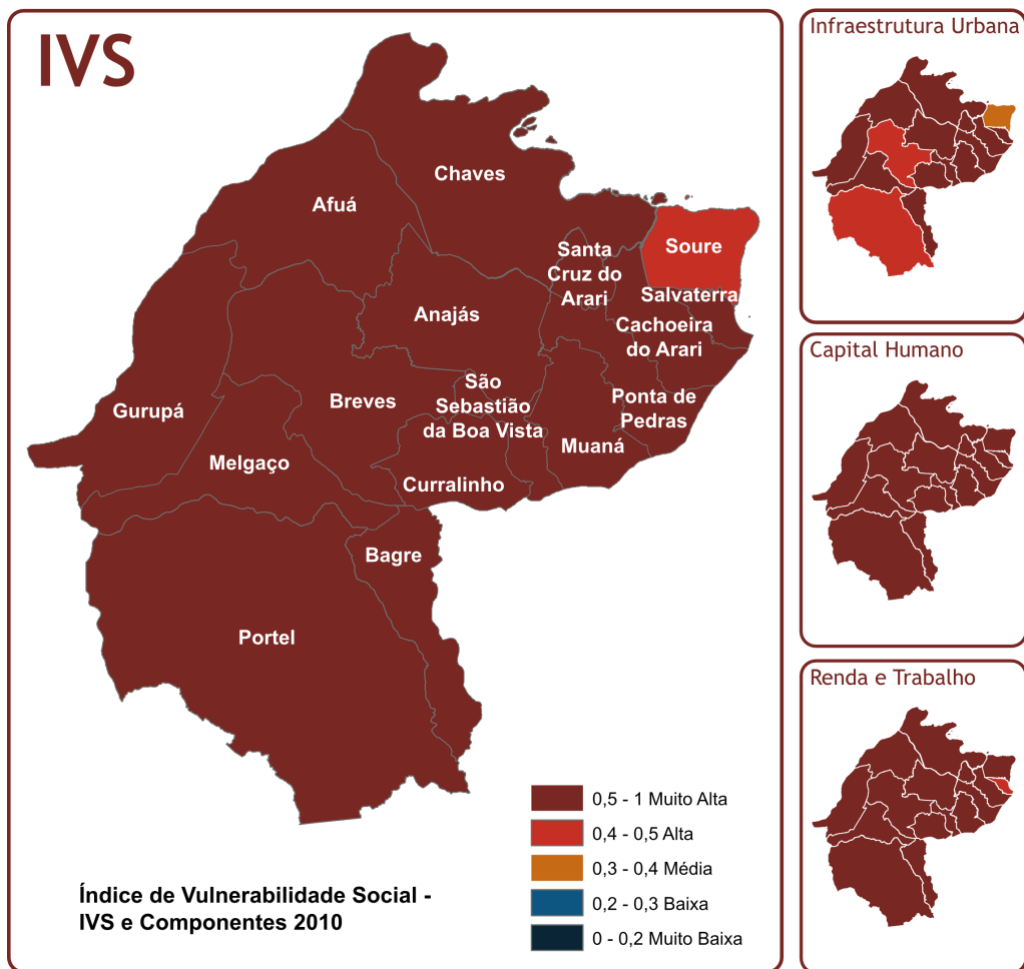 IVS
Chaves
Afuá
Santa
Cruz do
Arari
Soure
Salvaterra
Anajás
Cachoeira
do Arari
São
Sebastião
da Boa Vista
Breves
Ponta de
Pedras
Gurupá
Muaná
Melgaço
Curralinho
Bagre
Portel
0,5 - 1 Muito Alta
0,4 - 0,5 Alta
0,3 - 0,4 Média
0,2 - 0,3 Baixa
0 - 0,2 Muito Baixa
Índice de Vulnerabilidade Social -
IVS e Componentes 2010
Infraestrutura Urbana
Capital Humano
Renda e Trabalho